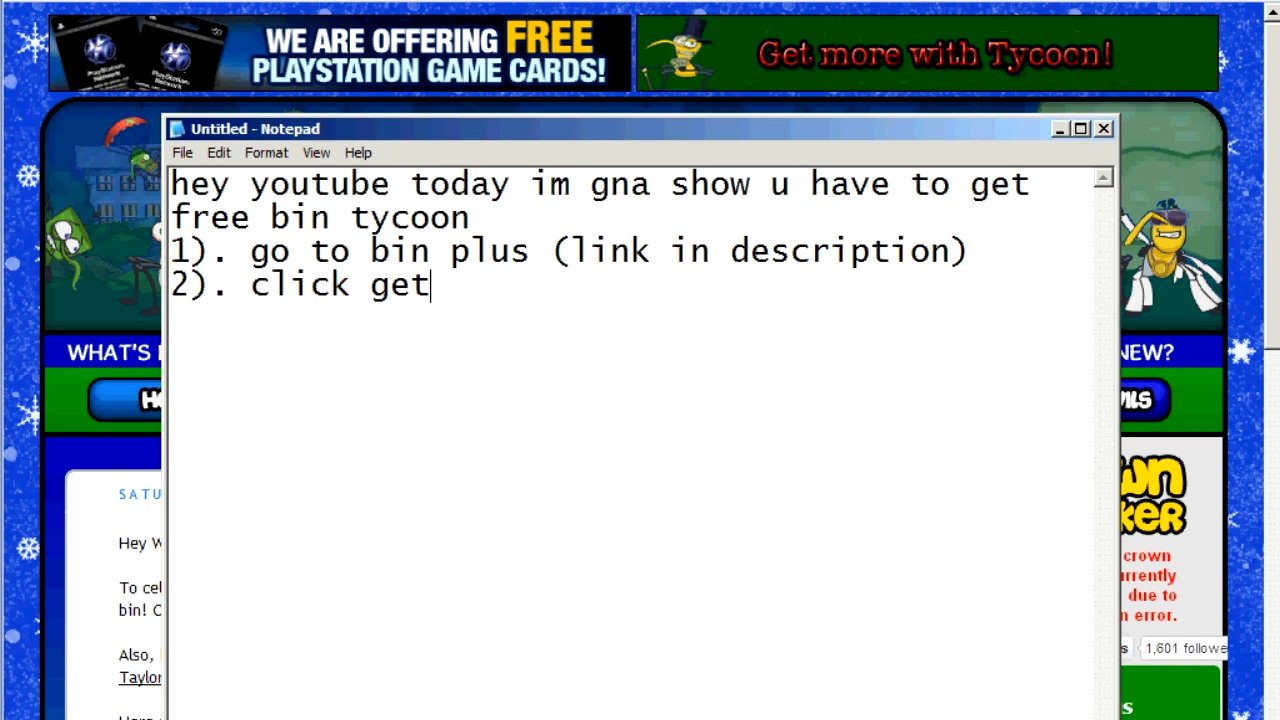 WE ARE OFFERING FREE
PLAYSTATION GAME CARDS!
Get more with Tycoon!
Untitled - Notepad
File Edit Format View Help
hey youtube today im gna show u have to get
free bin tycoon
1). go to bin plus (link in description)
2). click get
WHAT'S
NEW?
SATU
Hey W
To cel
bin! C
Also,
Taylor
crown
due to
error.
1,601 followe